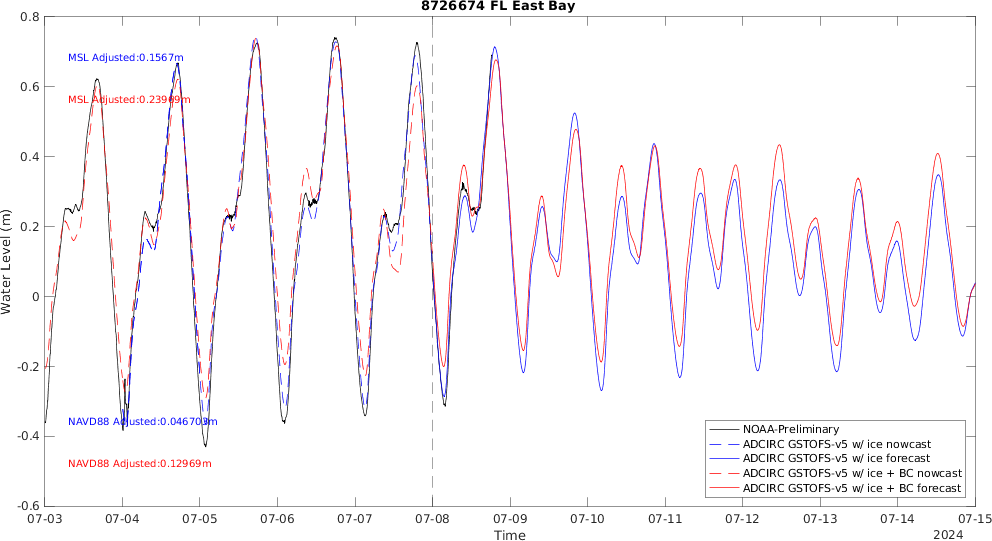 8726674 FL East Bay
0.8
MSL Adjusted:0.1567m
0.6
MSL Adjusted:0.23969m
0.4
Water Level (m)
0.2
0
-0.2
NAVD88 Adjusted:0.046703m
-0.4
NAVD88 Adjusted:0.12969m
-0.6
NOAA-Preliminary
ADCIRC GSTOFS-v5 w/ ice nowcast
ADCIRC GSTOFS-v5 w/ ice forecast
ADCIRC GSTOFS-v5 w/ ice + BC nowcast
ADCIRC GSTOFS-v5 w/ ice + BC forecast
07-03 07-04 07-05 07-06 07-07 07-08 07-09 07-10 07-11 07-12 07-13 07-14 07-15
Time
2024